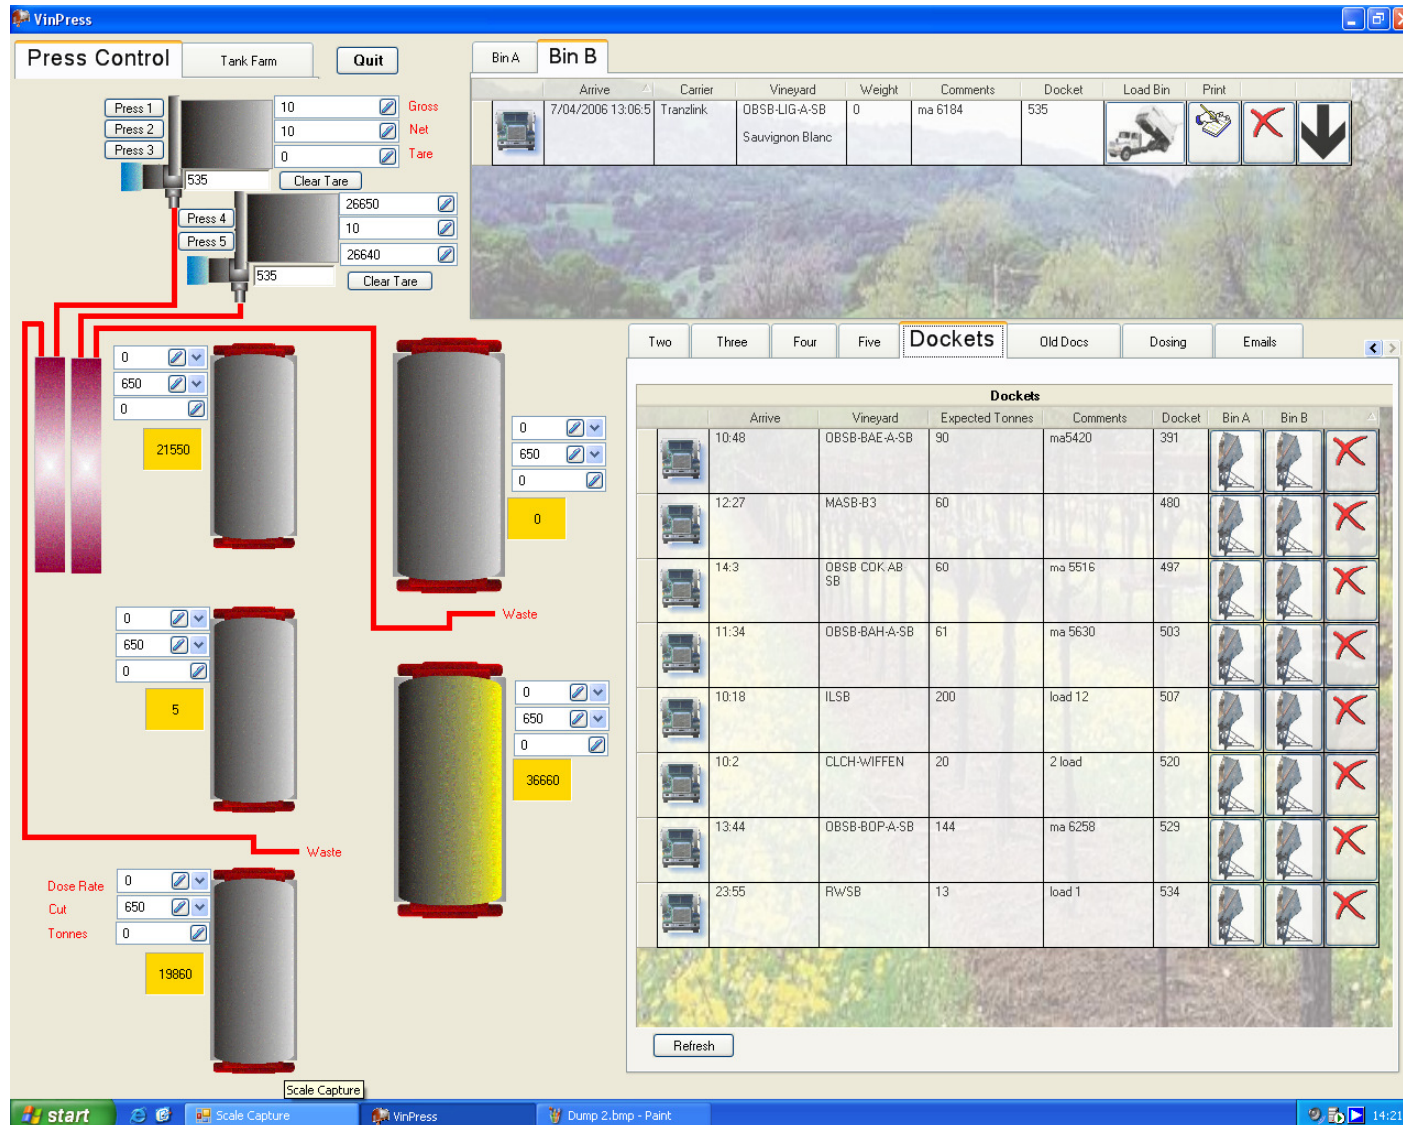 VinPress
Press Control
Tank Farm
Quit
Bin A
Bin B
Arrive
Carrier
Vineyard
Weight
Comments
Docket
Load Bin
Print
7/04/2006 13:06:5
Tranzlink
OBSB-LIG-A-SB
Sauvignon Blanc
0
ma 6184
535
Press 1
Press 2
Press 3
10
Gross
10
Net
0
Tare
535
Clear Tare
Press 4
Press 5
26650
10
26640
535
Clear Tare
0
650
0
21550
0
650
0
0
Waste
0
650
0
5
0
650
0
36660
Waste
Dose Rate
0
Cut
650
Tonnes
0
19860
Two
Three
Four
Five
Dockets
Old Docs
Dosing
Emails
Dockets
Arrive
Vineyard
Expected Tonnes
Comments
Docket
Bin A
Bin B
10:48
OBSB-BAE-A-SB
90
ma5420
391
12:27
MASB-B3
60
480
14:3
OBSB COK AB
SB
60
ma 5516
497
11:34
OBSB-BAH-A-SB
61
ma 5630
503
10:18
ILSB
200
load 12
507
10:2
CLCH-WIFFEN
20
2 load
520
13:44
OBSB-BOP-A-SB
144
ma 6258
529
23:55
RWSB
13
load 1
534
Refresh
Scale Capture
start
Scale Capture
VinPress
Dump 2.bmp - Paint
14:21